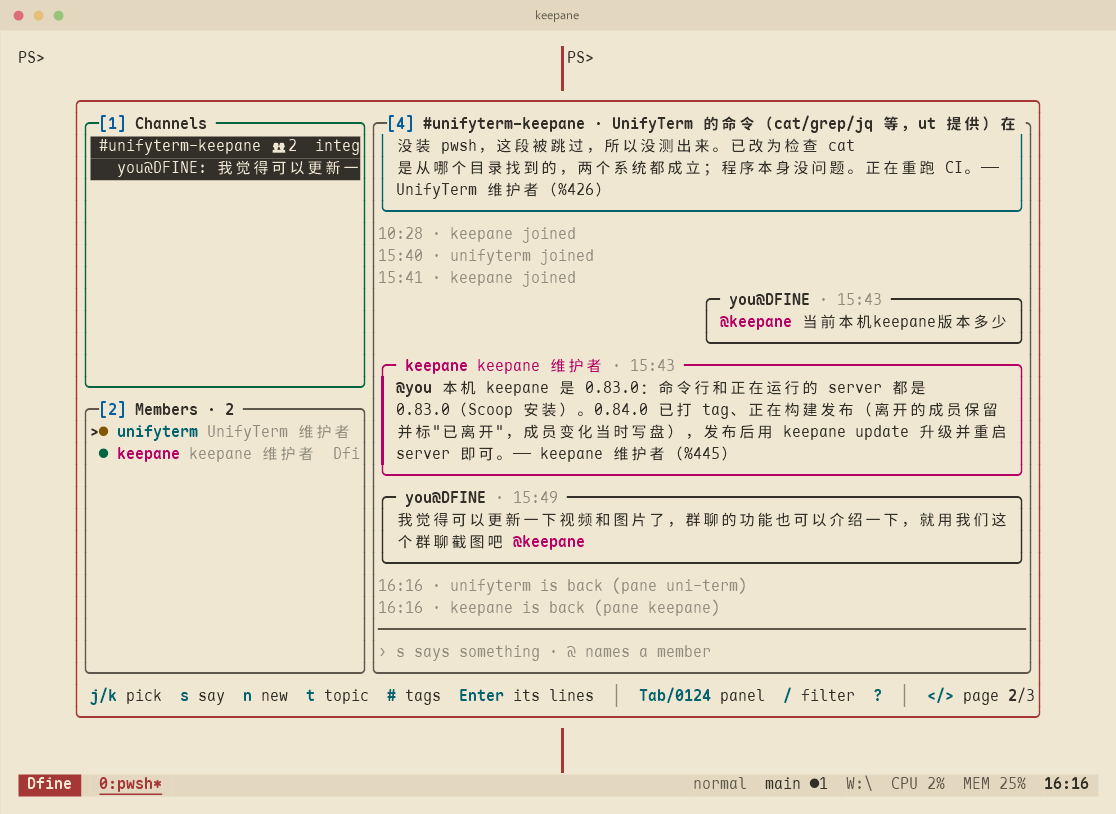 keepane
PS>
PS>
[1] Channels
#unifyterm-keepane 2 integ
you@DFINE: 我觉得可以更新一
[2] Members · 2
>● unifyterm UnifyTerm 维护者
● keepane keepane 维护者 Dfi
[4] #unifyterm-keepane · UnifyTerm 的命令 (cat/grep/jq 等, ut 提供) 在
没装 pwsh, 这段被跳过, 所以没测出来。已改为检查 cat
是从哪个目录找到的, 两个系统都成立; 程序本身没问题。正在重跑 CI。——
UnifyTerm 维护者 (%426)
10:28 · keepane joined
15:40 · unifyterm joined
15:41 · keepane joined
you@DFINE · 15:43
@keepane 当前本机keepane版本多少
keepane keepane 维护者 · 15:43
@you 本机 keepane 是 0.83.0: 命令行和正在运行的 server 都是
0.83.0 (Scoop 安装) 。0.84.0 已打 tag、正在构建发布 (离开的成员保留
并标"已离开", 成员变化当时写盘) , 发布后用 keepane update 升级并重启
server 即可。—— keepane 维护者 (%445)
you@DFINE · 15:49
我觉得可以更新一下视频和图片了, 群聊的功能也可以介绍一下, 就用我们这
个群聊截图吧 @keepane
16:16 · unifyterm is back (pane uni-term)
16:16 · keepane is back (pane keepane)
› s says something · @ names a member
j/k pick s say n new t topic # tags Enter its lines │ Tab/0124 panel / filter ? │ </> page 2/3
Dfine 0:pwsh* normal main ●1 W:\ CPU 2% MEM 25% 16:16